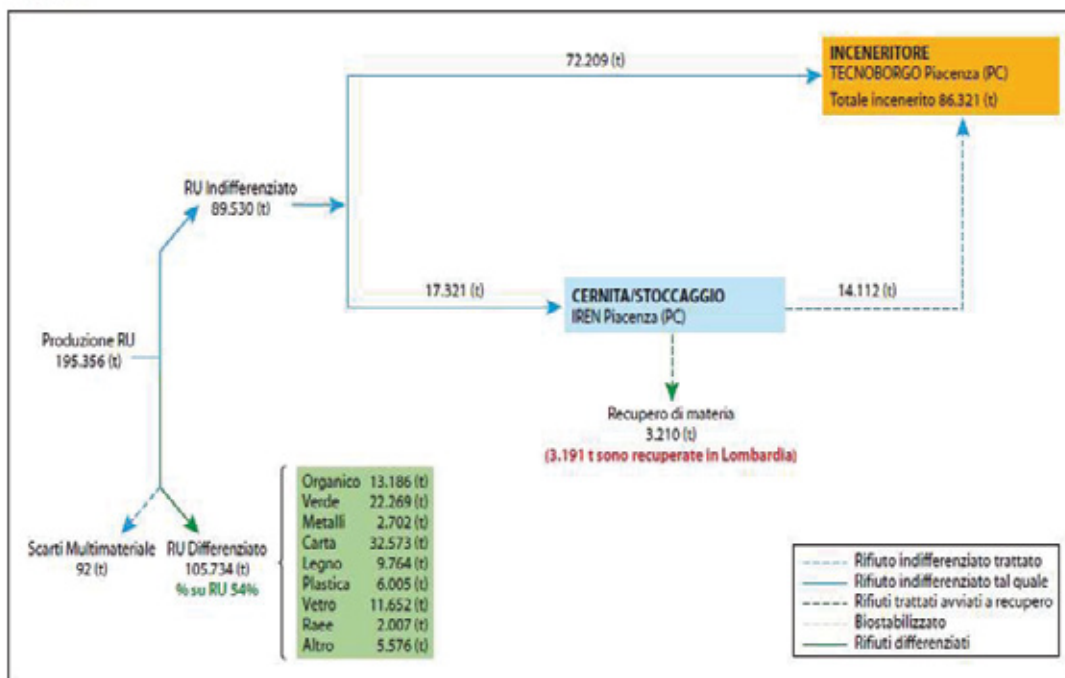 72.209 (t)
INCENERITORE
TECNOBORGO Piacenza (PC)
Totale incenerito 86.321 (t)
RU Indifferenziato
89.530 (t)
17.321 (t)
CERNITA/STOCCAGGIO
IREN Piacenza (PC)
14.112 (t)
Produzione RU
195.356 (t)
Recupero di materia
3.210 (t)
(3.191 t sono recuperate in Lombardia)
Scarti Multimateriale
92 (t)
RU Differenziato
105.734 (t)
% su RU 54%
Organico 13.186 (t)
Verde 22.269 (t)
Metalli 2.702 (t)
Carta 32.573 (t)
Legno 9.764 (t)
Plastica 6.005 (t)
Vetro 11.652 (t)
Raee 2.007 (t)
Altro 5.576 (t)
Rifiuto indifferenziato trattato
Rifiuto indifferenziato tal quale
Rifiuti trattati avviati a recupero
Biostabilizzato
Rifiuti differenziati